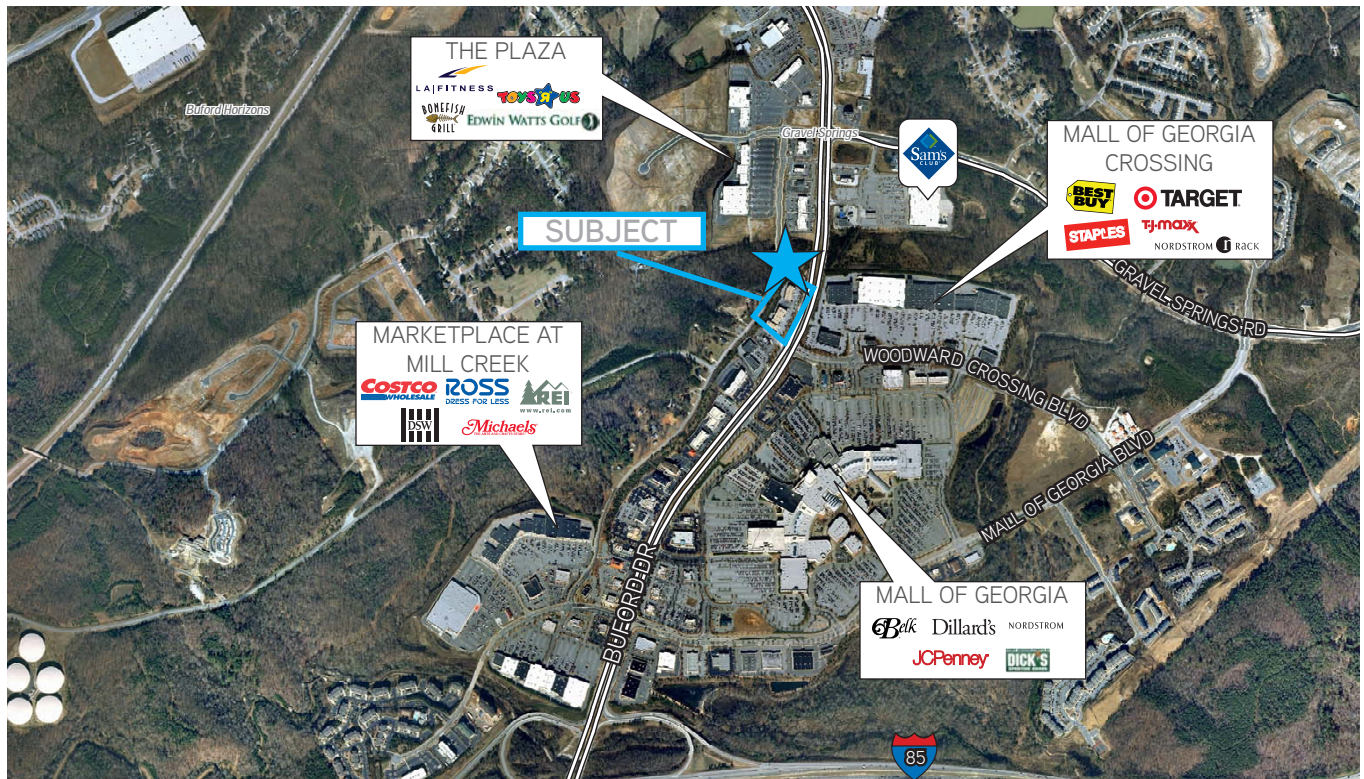 THE PLAZA
LA|FITNESS
TOYS R US
BONEFISH
GRILL
EDWIN WATTS GOLF
Buford Horizons
Gravel Springs
Sam's
CLUB
MALL OF GEORGIA
CROSSING
BEST
BUY
TARGET
STAPLES
T·J·maxx
NORDSTROM r RACK
SUBJECT
GRAVEL SPRINGS RD
MARKETPLACE AT
MILL CREEK
COSTCO
WHOLESALE
ROSS
DRESS FOR LESS
REI
www.rei.com
DSW
Michaels
WOODWARD CROSSING BLVD
MALL OF GEORGIA BLVD
BUFORD DR
MALL OF GEORGIA
Belk
Dillard's
NORDSTROM
JCPenney
DICK'S
SPORTING GOODS
85